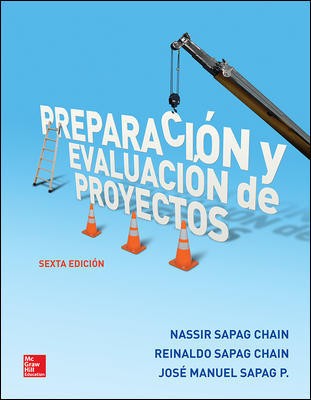 PREPARACIÓN y
EVALUACIÓN de
PROYECTOS
SEXTA EDICIÓN
NASSIR SAPAG CHAIN
REINALDO SAPAG CHAIN
JOSÉ MANUEL SAPAG P.
Mc
Graw
Hill
Education